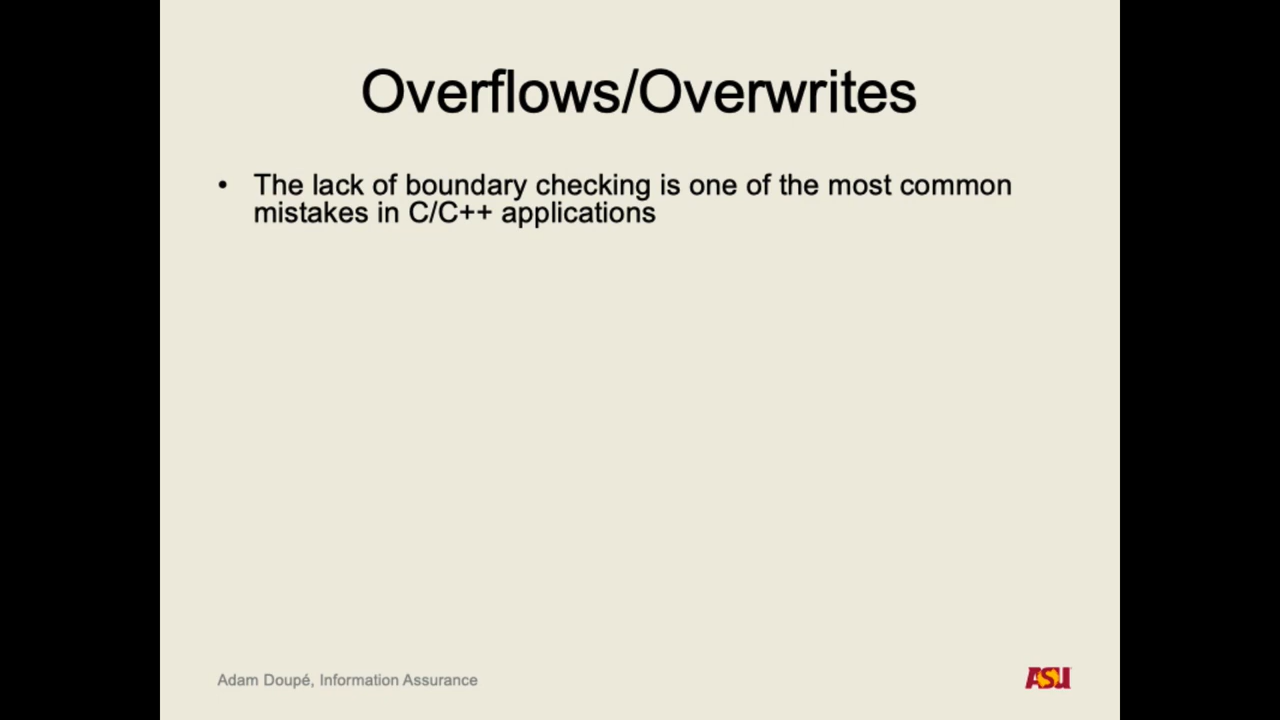 Overflows/Overwrites
• The lack of boundary checking is one of the most common
mistakes in C/C++ applications
Adam Doupé, Information Assurance
ASU